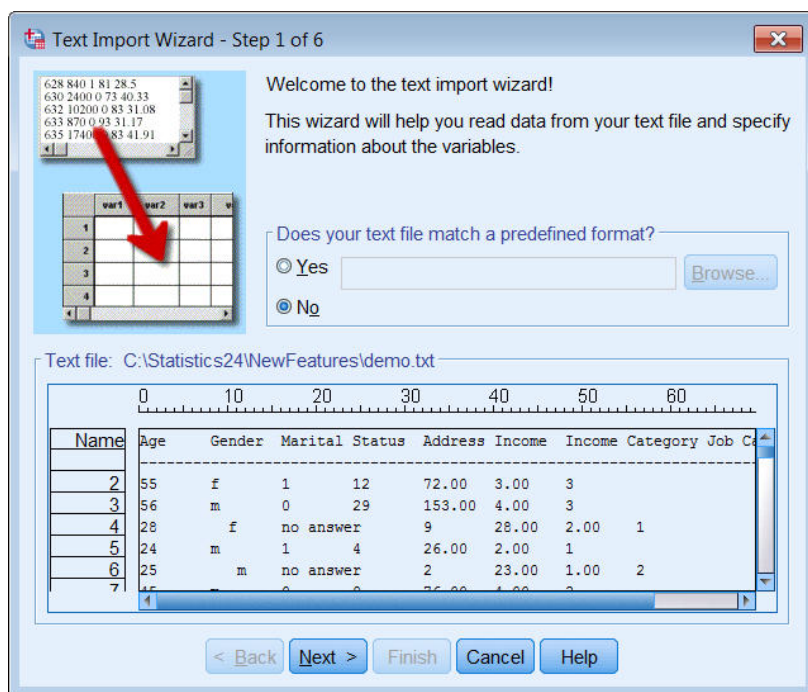 Text Import Wizard - Step 1 of 6
628 840 1 81 28.5
630 2400 0 73 40.33
632 10200 0 83 31.08
633 870 0 93 31.17
635 1740 83 41.91
var1 var2 var3
1
2
3
4
Welcome to the text import wizard!
This wizard will help you read data from your text file and specify
information about the variables.
Does your text file match a predefined format?
Yes
Browse...
No
Text file: C:\Statistics24\NewFeatures\demo.txt
0 10 20 30 40 50 60
Name Age Gender Marital Status Address Income Income Category Job Ca
2 55 f 1 12 72.00 3.00 3
3 56 m 0 29 153.00 4.00 3
4 28 f no answer 9 28.00 2.00 1
5 24 m 1 4 26.00 2.00 1
6 25 m no answer 2 23.00 1.00 2
7
< Back Next > Finish Cancel Help